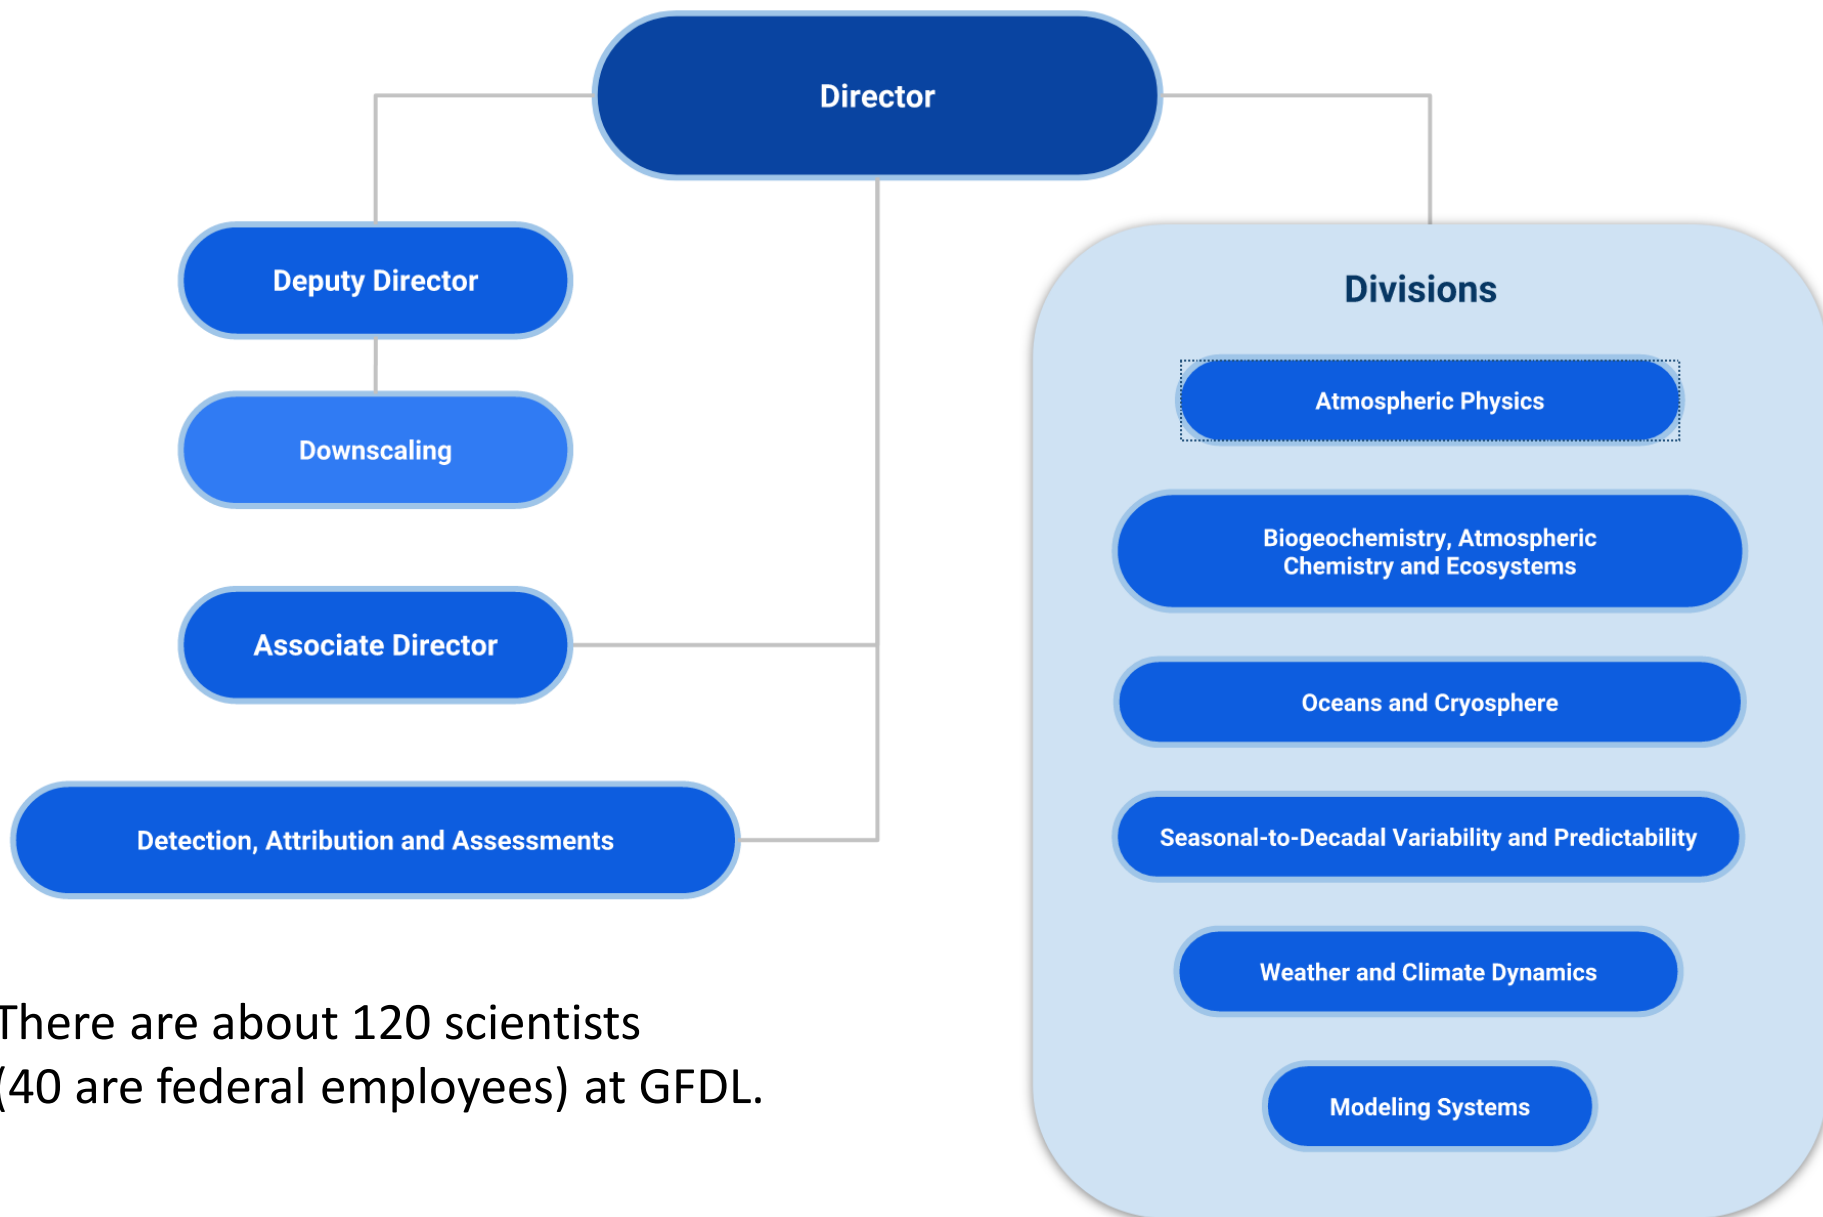 Director
Deputy Director
Downscaling
Associate Director
Detection, Attribution and Assessments
There are about 120 scientists
(40 are federal employees) at GFDL.
Divisions
Atmospheric Physics
Biogeochemistry, Atmospheric
Chemistry and Ecosystems
Oceans and Cryosphere
Seasonal-to-Decadal Variability and Predictability
Weather and Climate Dynamics
Modeling Systems